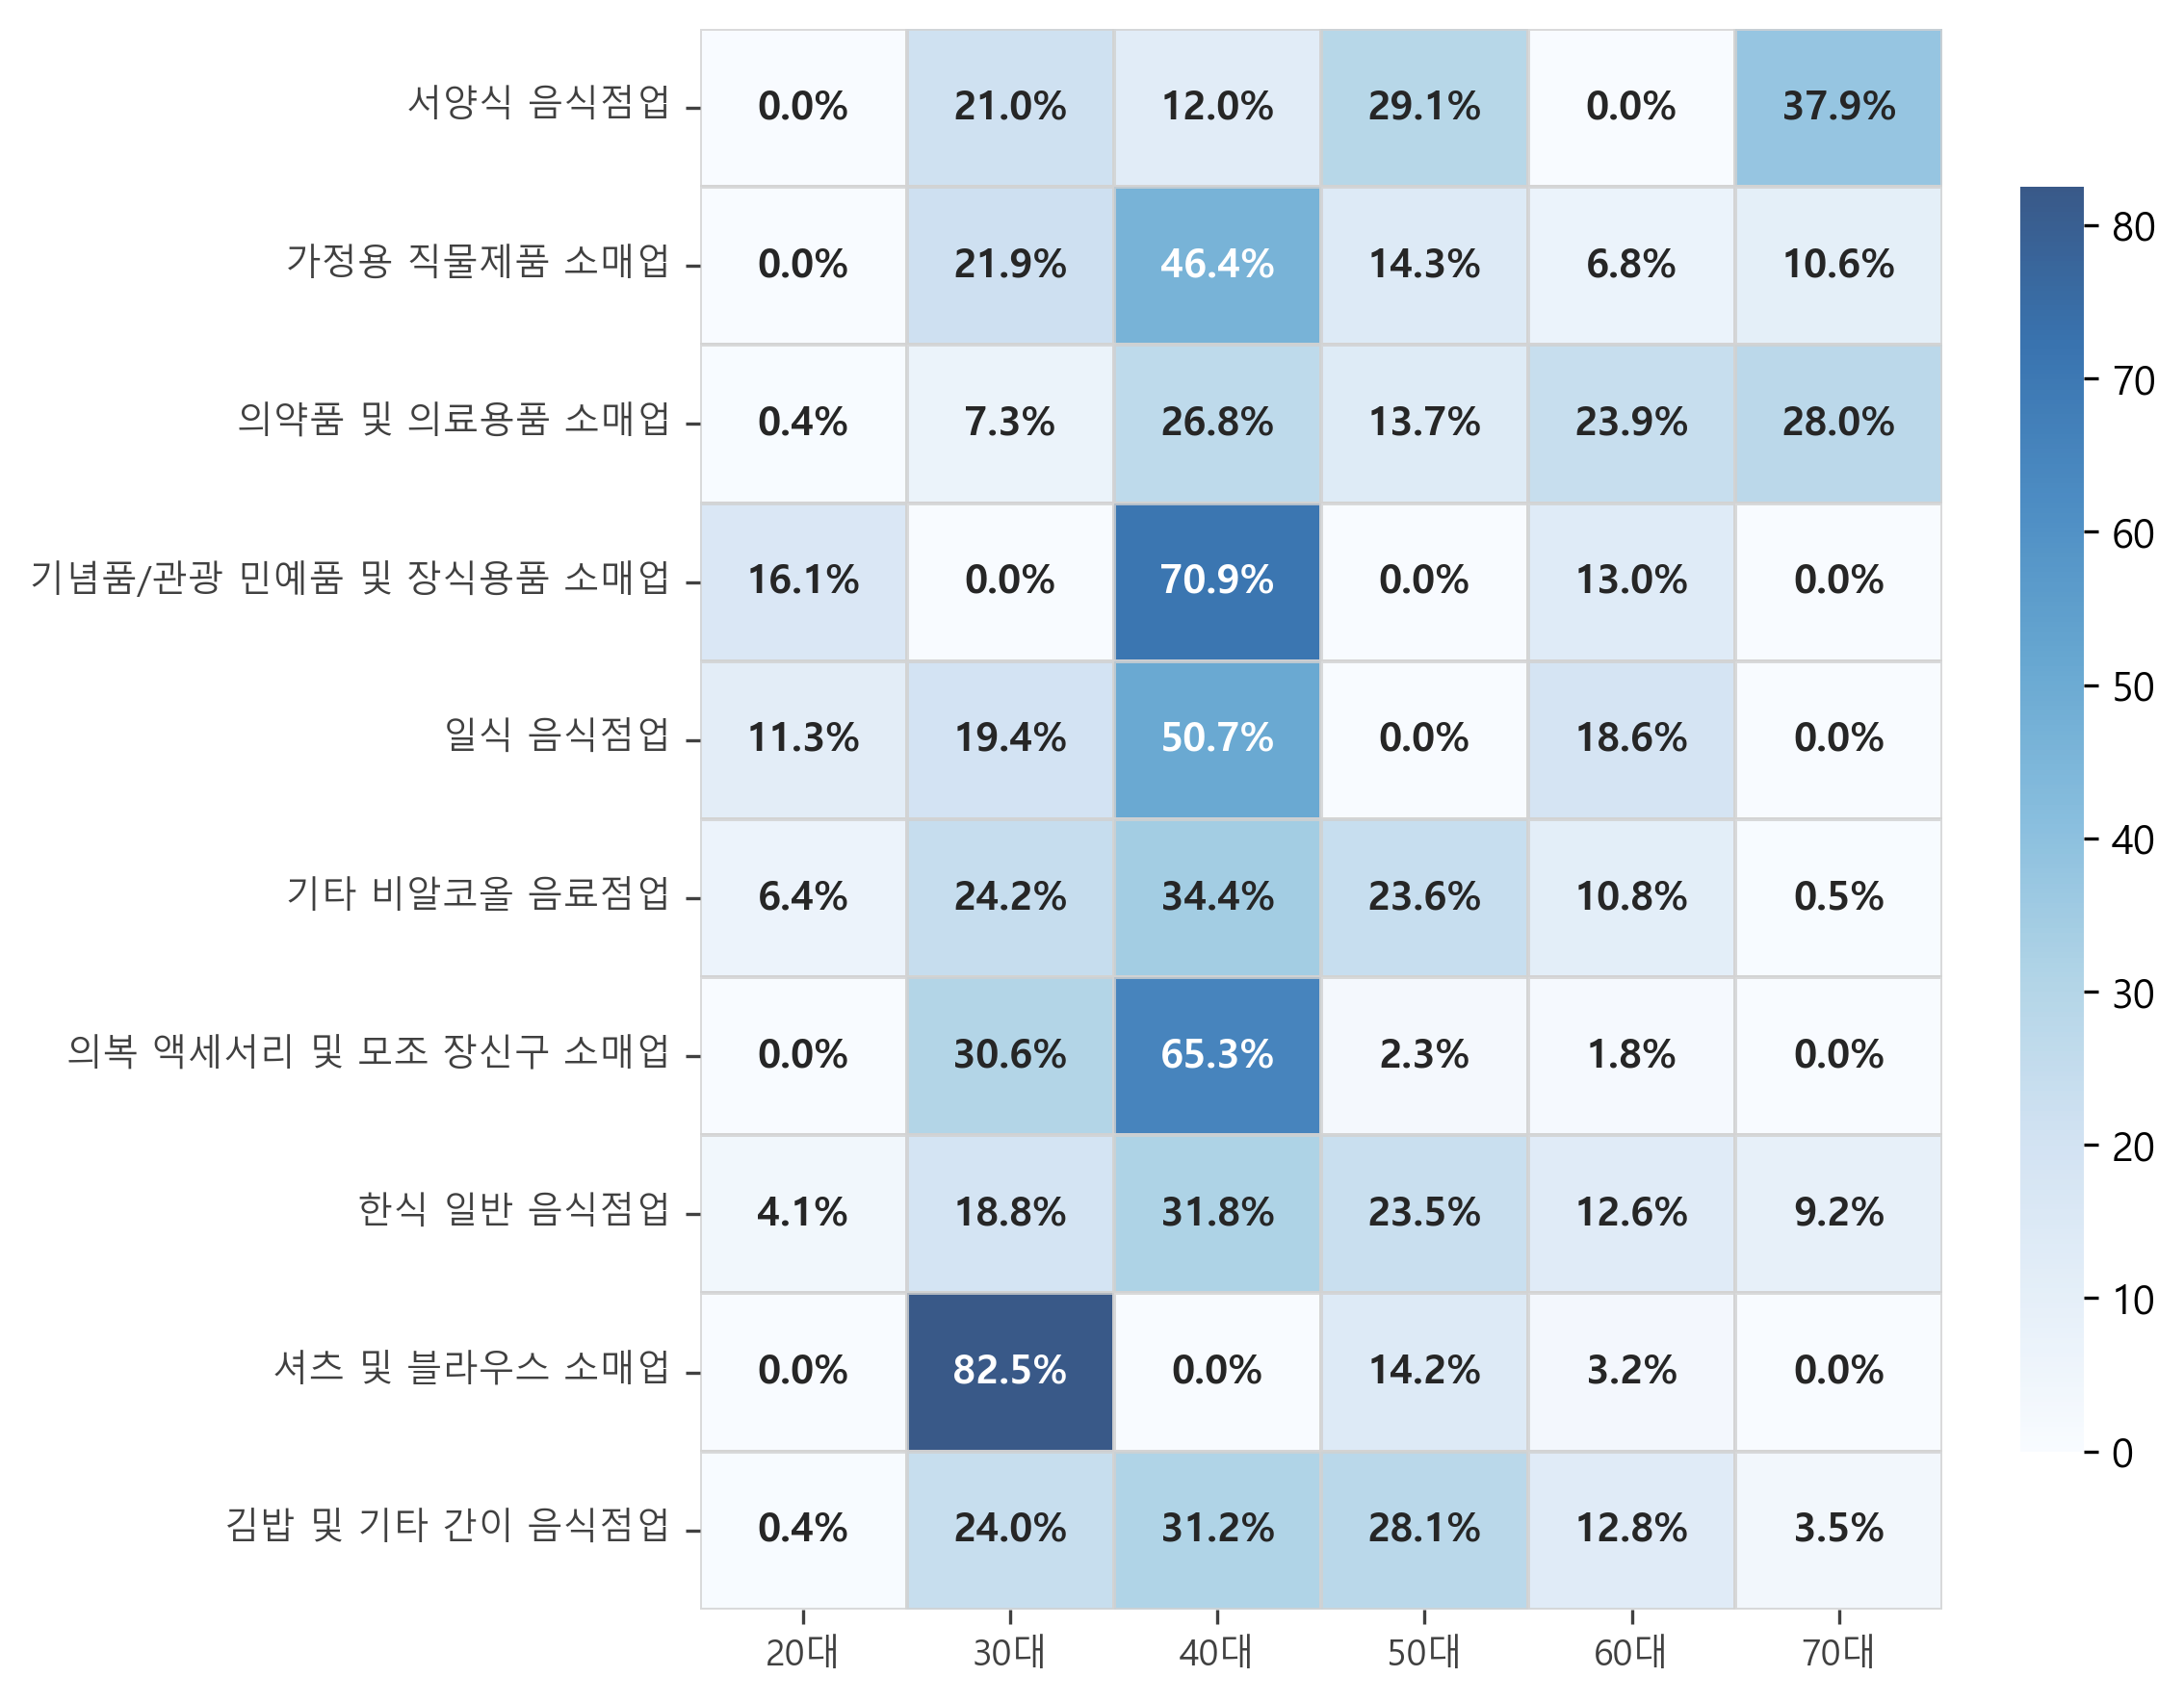 서양식 음식점업 0.0% 21.0% 12.0% 29.1% 0.0% 37.9%
가정용 직물제품 소매업 0.0% 21.9% 46.4% 14.3% 6.8% 10.6%
의약품 및 의료용품 소매업 0.4% 7.3% 26.8% 13.7% 23.9% 28.0%
기념품/관광 민예품 및 장식용품 소매업 16.1% 0.0% 70.9% 0.0% 13.0% 0.0%
일식 음식점업 11.3% 19.4% 50.7% 0.0% 18.6% 0.0%
기타 비알코올 음료점업 6.4% 24.2% 34.4% 23.6% 10.8% 0.5%
의복 액세서리 및 모조 장신구 소매업 0.0% 30.6% 65.3% 2.3% 1.8% 0.0%
한식 일반 음식점업 4.1% 18.8% 31.8% 23.5% 12.6% 9.2%
셔츠 및 블라우스 소매업 0.0% 82.5% 0.0% 14.2% 3.2% 0.0%
김밥 및 기타 간이 음식점업 0.4% 24.0% 31.2% 28.1% 12.8% 3.5%
20대 30대 40대 50대 60대 70대
80
70
60
50
40
30
20
10
0